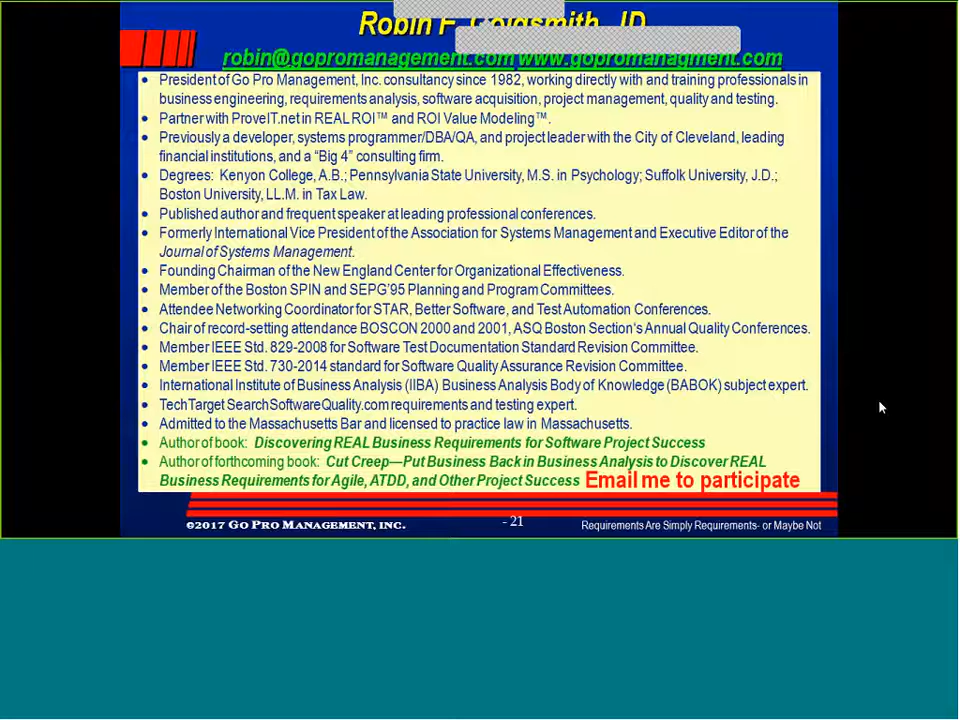 Robin F. Goldsmith, JD
robin@gopromanagement.com www.gopromanagment.com
• President of Go Pro Management, Inc. consultancy since 1982, working directly with and training professionals in
business engineering, requirements analysis, software acquisition, project management, quality and testing.
• Partner with ProveIT.net in REAL ROI™ and ROI Value Modeling™.
• Previously a developer, systems programmer/DBA/QA, and project leader with the City of Cleveland, leading
financial institutions, and a “Big 4” consulting firm.
• Degrees: Kenyon College, A.B.; Pennsylvania State University, M.S. in Psychology; Suffolk University, J.D.;
Boston University, LL.M. in Tax Law.
• Published author and frequent speaker at leading professional conferences.
• Formerly International Vice President of the Association for Systems Management and Executive Editor of the
Journal of Systems Management.
• Founding Chairman of the New England Center for Organizational Effectiveness.
• Member of the Boston SPIN and SEPG’95 Planning and Program Committees.
• Attendee Networking Coordinator for STAR, Better Software, and Test Automation Conferences.
• Chair of record-setting attendance BOSCON 2000 and 2001, ASQ Boston Section‘s Annual Quality Conferences.
• Member IEEE Std. 829-2008 for Software Test Documentation Standard Revision Committee.
• Member IEEE Std. 730-2014 standard for Software Quality Assurance Revision Committee.
• International Institute of Business Analysis (IIBA) Business Analysis Body of Knowledge (BABOK) subject expert.
• TechTarget SearchSoftwareQuality.com requirements and testing expert.
• Admitted to the Massachusetts Bar and licensed to practice law in Massachusetts.
• Author of book: Discovering REAL Business Requirements for Software Project Success
• Author of forthcoming book: Cut Creep—Put Business Back in Business Analysis to Discover REAL
Business Requirements for Agile, ATDD, and Other Project Success Email me to participate
©2017 GO PRO MANAGEMENT, INC. - 21 Requirements Are Simply Requirements- or Maybe Not